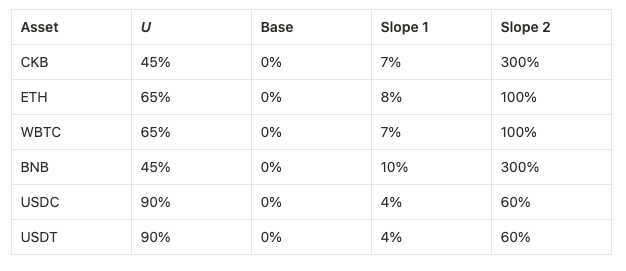 Asset U Base Slope 1 Slope 2
CKB 45% 0% 7% 300%
ETH 65% 0% 8% 100%
WBTC 65% 0% 7% 100%
BNB 45% 0% 10% 300%
USDC 90% 0% 4% 60%
USDT 90% 0% 4% 60%